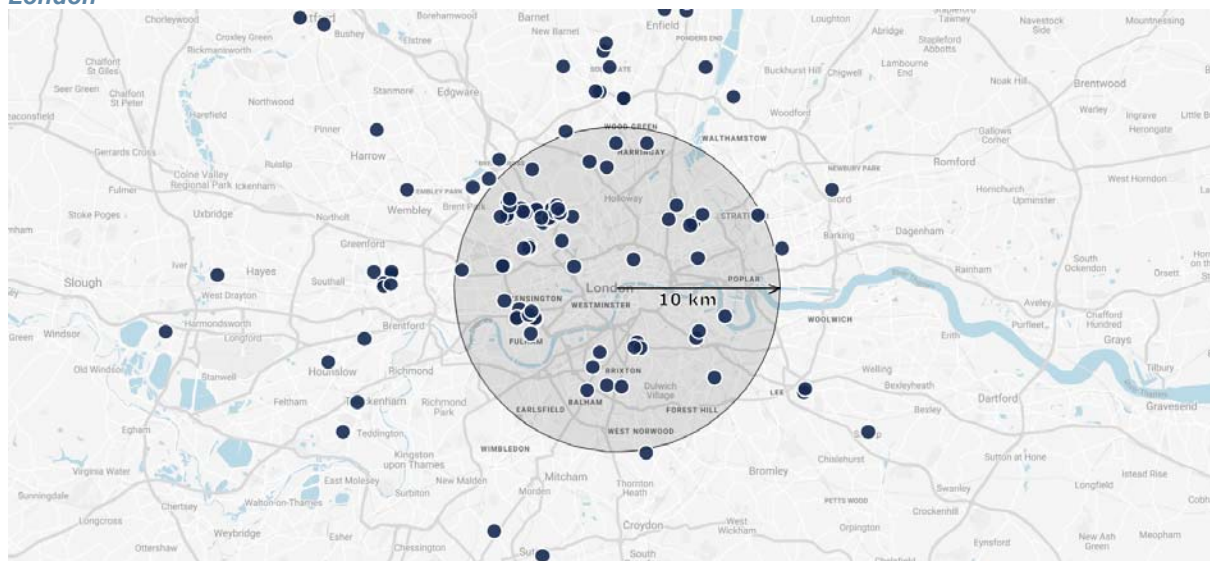 London
Chorleywood
Borehamwood
Barnet
Enfield
Loughton
Stapleford
Tawney
Navestock
Side
Mountnessing
Croxley Green
Bushey
Elstree
New Barnet
PONDERS END
Abridge
Stapleford
Abbotts
Rickmansworth
Chalfont
St Giles
Buckhurst Hill
Chigwell
Lambourne
End
Seer Green
Chalfont
St Peter
Northwood
Stanmore
Edgware
Noak Hill
Brentwood
Harefield
Woodford
Warley
Ingrave
Herongate
Pinner
WOOD GREEN
WALTHAMSTOW
Gallows
Corner
Gerrards Cross
Harrow
HARRINGAY
NEWBURY PARK
Romford
West Horndon
Ruislip
Colne Valley
Regional Park
Ickenham
Fulmer
Wembley
Brent Park
Holloway
Hornchurch
Upminster
Uxbridge
Northolt
Stoke Poges
Dagenham
Greenford
Barking
South
Ockendon
Orsett
Iver
Hayes
Southall
Rainham
Slough
West Drayton
London
POPLAR
10 km
WESTMINSTER
Aveley
Harmondsworth
Brentford
WOOLWICH
Purfleet
Chafford
Hundred
Windsor
Longford
FULHAM
Erith
Grays
Old Windsor
Stanwell
Hounslow
Richmond
BRIXTON
Welling
Tilbury
Feltham
Richmond
Park
BALHAM
Dulwich
Village
LEE
Bexleyheath
Dartford
EARLSFIELD
FOREST HILL
Bexley
Gravesend
Egham
Teddington
WEST NORWOOD
WIMBLEDON
Kingston
upon Thames
Chislehurst
Sutton at Hone
Virginia Water
Mitcham
Bromley
East Molesey
New Malden
Thornton
Heath
Swanley
Longfield
Istead Rise
Sunningdale
Chertsey
Walton-on-Thames
Surbiton
Morden
PETTS WOOD
Crockenhill
Longcross
Weybridge
Esher
Croydon
West
Wickham
Orpington
New Ash
Green
Meopham
Ottershaw
Chessington
South
Eynsford